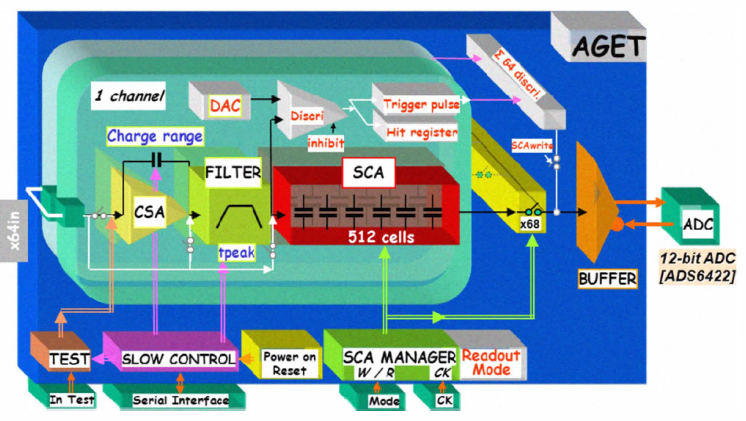 AGET
Σ 64 discri.
1 channel
DAC
Discri
Trigger pulse
Hit register
inhibit
SCAwrite
Charge range
FILTER
SCA
CSA
x64in
tpeak
512 cells
x68
BUFFER
ADC
12-bit ADC
[ADS6422]
TEST
SLOW CONTROL
Power on
Reset
SCA MANAGER
W / R
CK
Readout
Mode
In Test
Serial Interface
Mode
CK